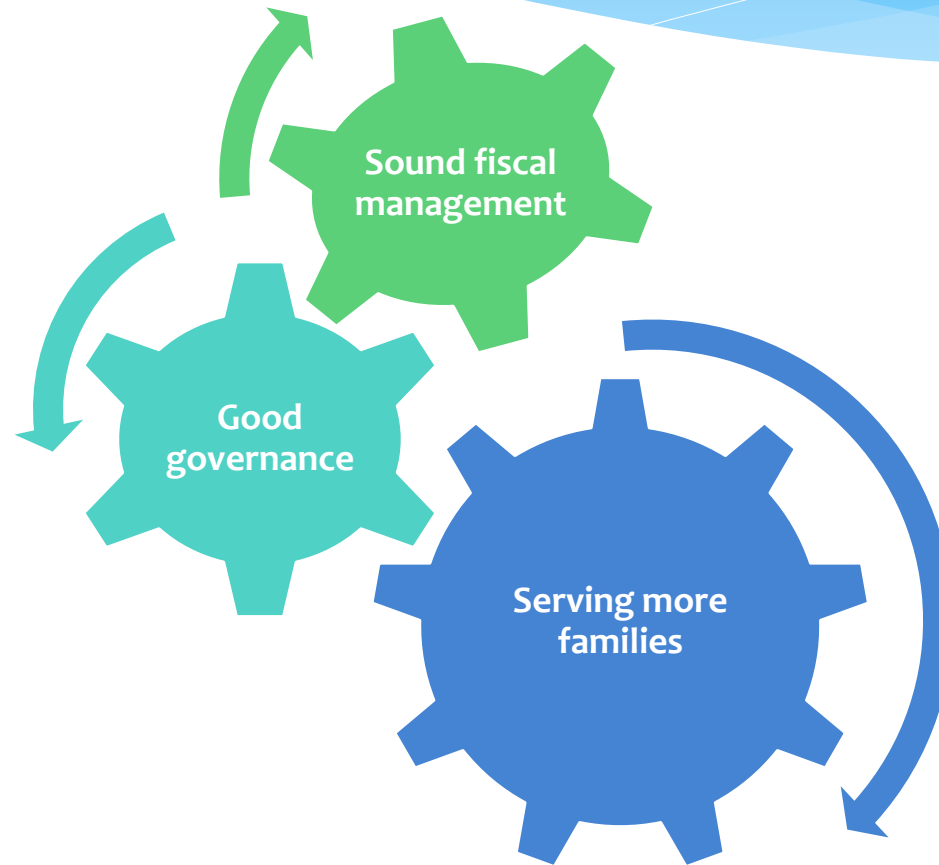 Sound fiscal
management
Good
governance
Serving more
families